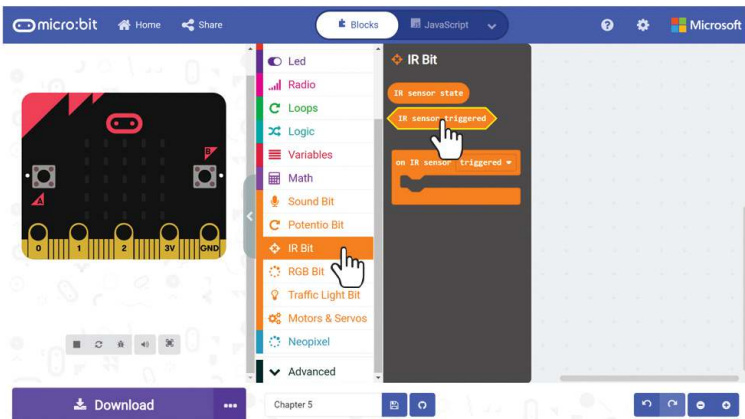 micro:bit Home Share Blocks JavaScript Microsoft
Led
Radio
Loops
Logic
Variables
Math
Sound Bit
Potentio Bit
IR Bit
RGB Bit
Traffic Light Bit
Motors & Servos
Neopixel
Advanced
IR Bit
IR sensor state
IR sensor triggered
on IR sensor triggered
A
B
0 1 2 3V GND
Download
Chapter 5